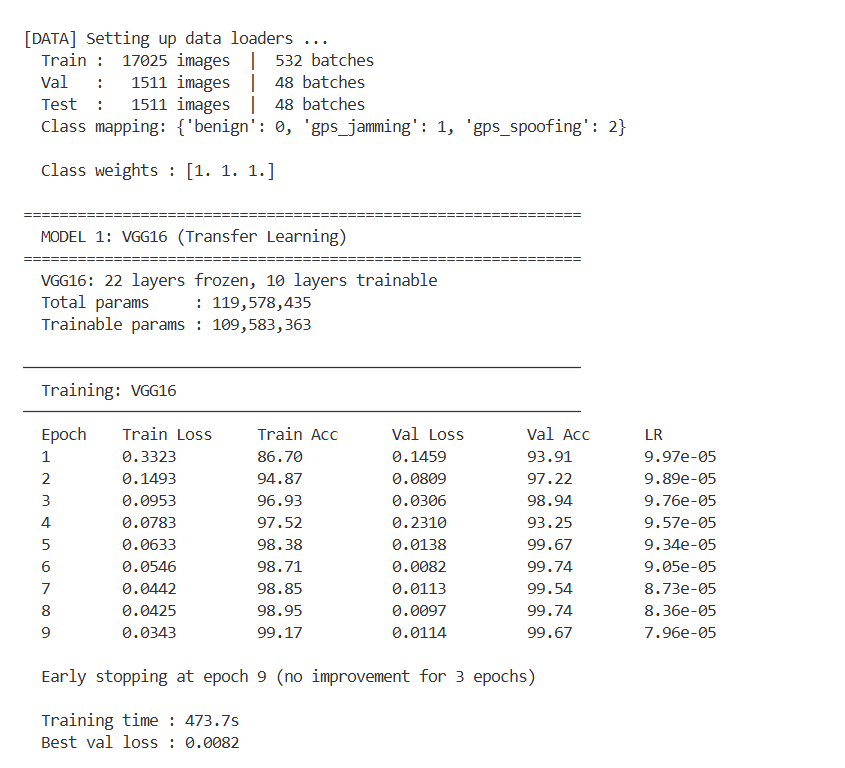 [DATA] Setting up data loaders ...
Train : 17025 images | 532 batches
Val : 1511 images | 48 batches
Test : 1511 images | 48 batches
Class mapping: {'benign': 0, 'gps_jamming': 1, 'gps_spoofing': 2}
Class weights : [1. 1. 1.]
==============================================================
MODEL 1: VGG16 (Transfer Learning)
==============================================================
VGG16: 22 layers frozen, 10 layers trainable
Total params : 119,578,435
Trainable params : 109,583,363
──────────────────────────────────────────────────────────────
Training: VGG16
──────────────────────────────────────────────────────────────
Epoch Train Loss Train Acc Val Loss Val Acc LR
1 0.3323 86.70 0.1459 93.91 9.97e-05
2 0.1493 94.87 0.0809 97.22 9.89e-05
3 0.0953 96.93 0.0306 98.94 9.76e-05
4 0.0783 97.52 0.2310 93.25 9.57e-05
5 0.0633 98.38 0.0138 99.67 9.34e-05
6 0.0546 98.71 0.0082 99.74 9.05e-05
7 0.0442 98.85 0.0113 99.54 8.73e-05
8 0.0425 98.95 0.0097 99.74 8.36e-05
9 0.0343 99.17 0.0114 99.67 7.96e-05
Early stopping at epoch 9 (no improvement for 3 epochs)
Training time : 473.7s
Best val loss : 0.0082